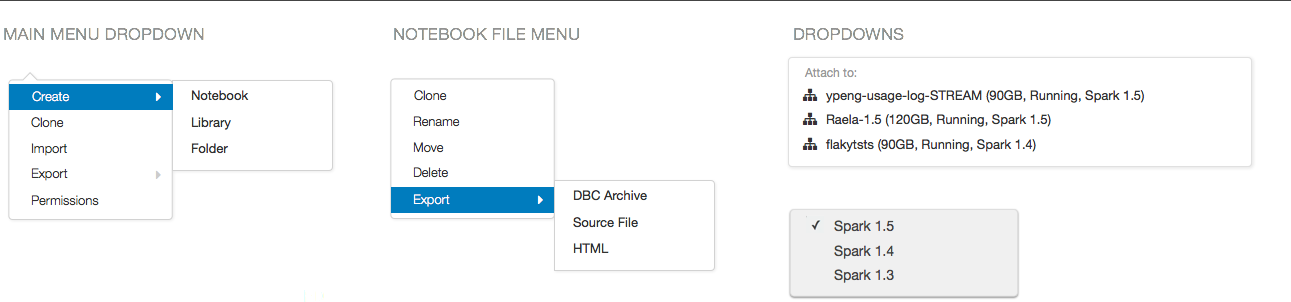 MAIN MENU DROPDOWN
Create
Clone
Import
Export
Permissions
Notebook
Library
Folder
NOTEBOOK FILE MENU
Clone
Rename
Move
Delete
Export
DBC Archive
Source File
HTML
DROPDOWNS
Attach to:
ypeng-usage-log-STREAM (90GB, Running, Spark 1.5)
Raela-1.5 (120GB, Running, Spark 1.5)
flakytsts (90GB, Running, Spark 1.4)
Spark 1.5
Spark 1.4
Spark 1.3